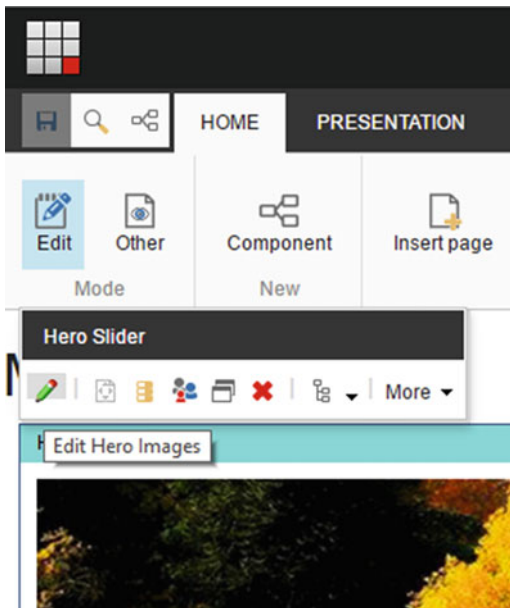 HOME PRESENTATION
Edit Other Component Insert page
Mode New
Hero Slider
More
Edit Hero Images